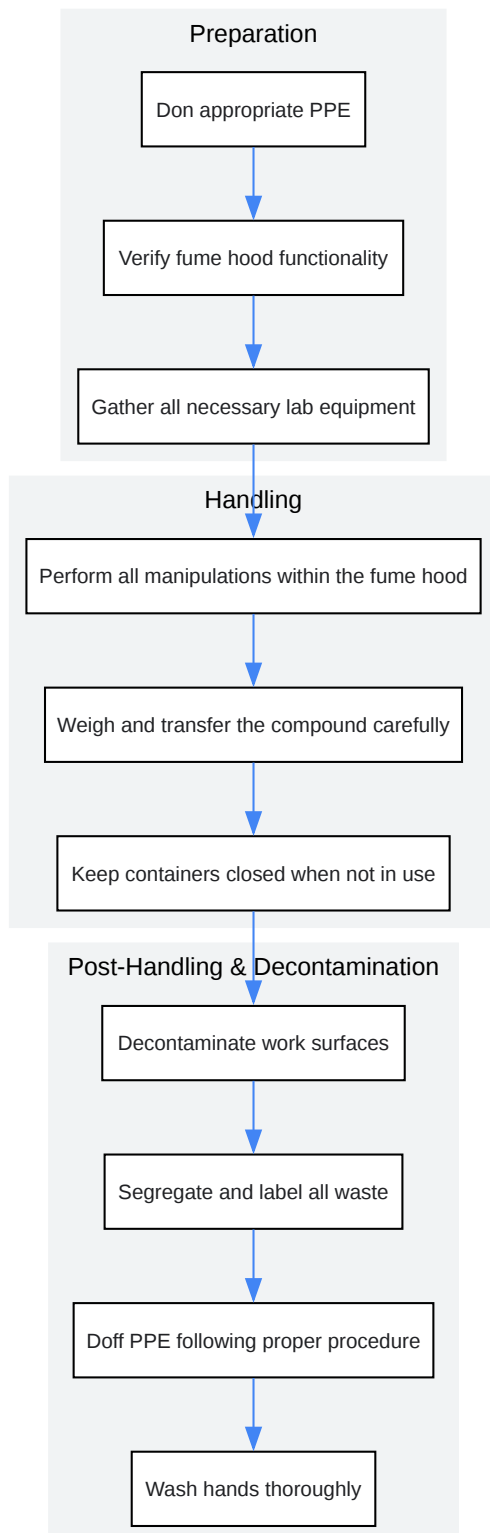 Preparation
Don appropriate PPE
Verify fume hood functionality
Gather all necessary lab equipment
Handling
Perform all manipulations within the fume hood
Weigh and transfer the compound carefully
Keep containers closed when not in use
Post-Handling & Decontamination
Decontaminate work surfaces
Segregate and label all waste
Doff PPE following proper procedure
Wash hands thoroughly